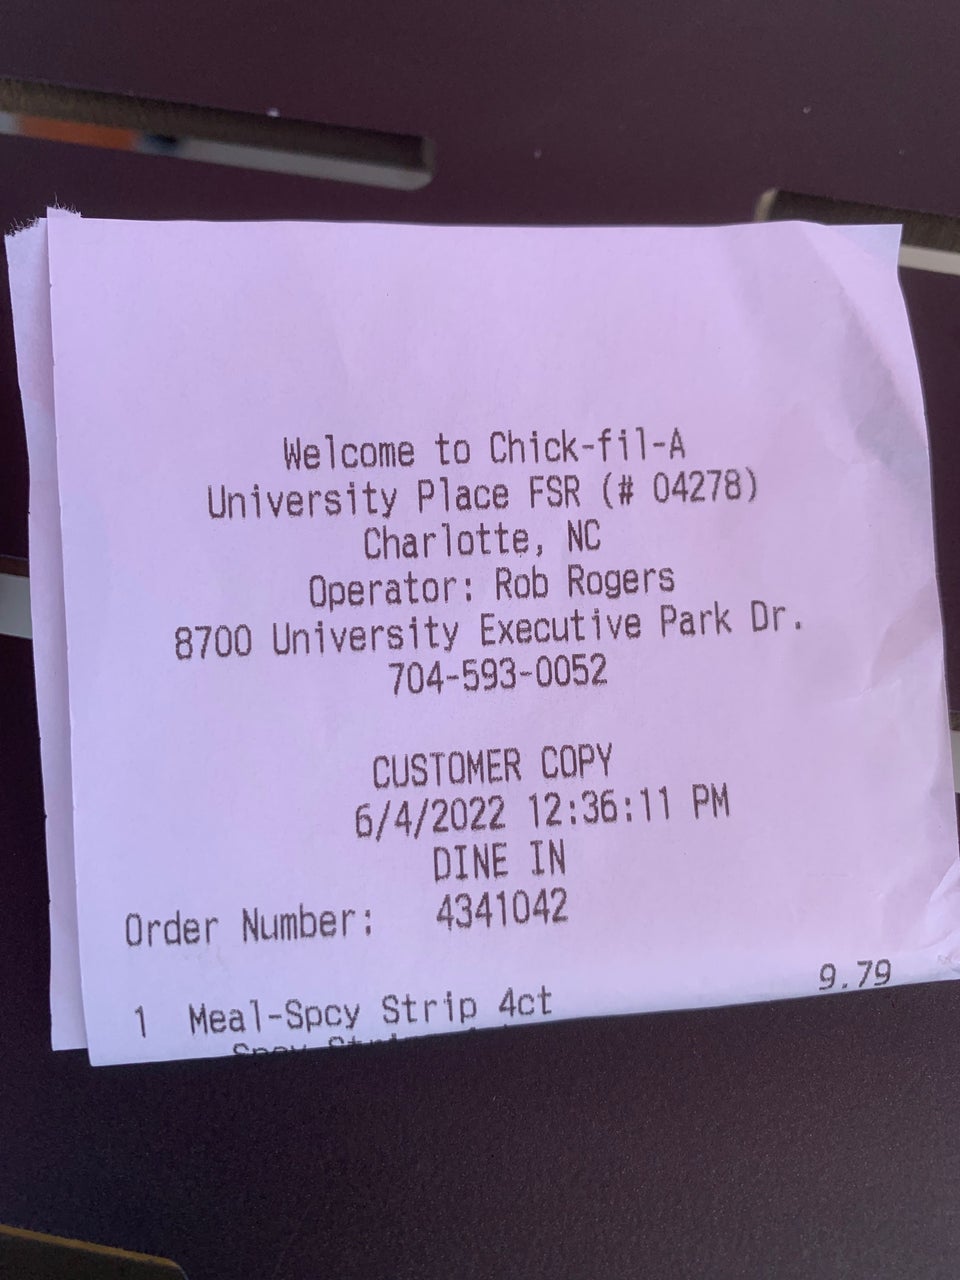 Welcome to Chick-fil-A
University Place FSR (# 04278)
Charlotte, NC
Operator: Rob Rogers
8700 University Executive Park Dr.
704-593-0052
CUSTOMER COPY
6/4/2022 12:36:11 PM
DINE IN
Order Number: 4341042
1 Meal-Spcy Strip 4ct 9.79